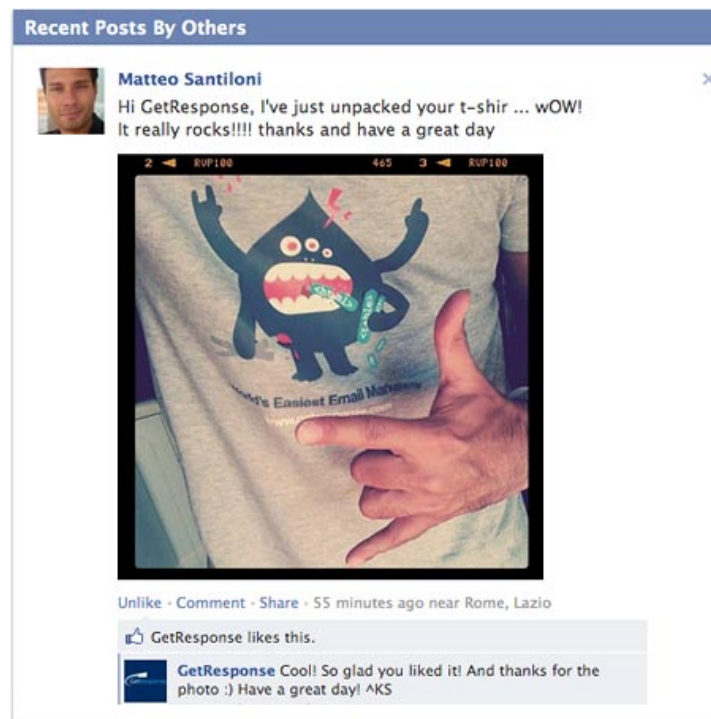 Recent Posts By Others
Matteo Santiloni
Hi GetResponse, I've just unpacked your t-shir ... wOW!
It really rocks!!!! thanks and have a great day
2 RVP100 465 3 RVP100
World's Easiest Email Marketing
Unlike · Comment · Share · 55 minutes ago near Rome, Lazio
GetResponse likes this.
GetResponse Cool! So glad you liked it! And thanks for the
photo :) Have a great day! ^KS